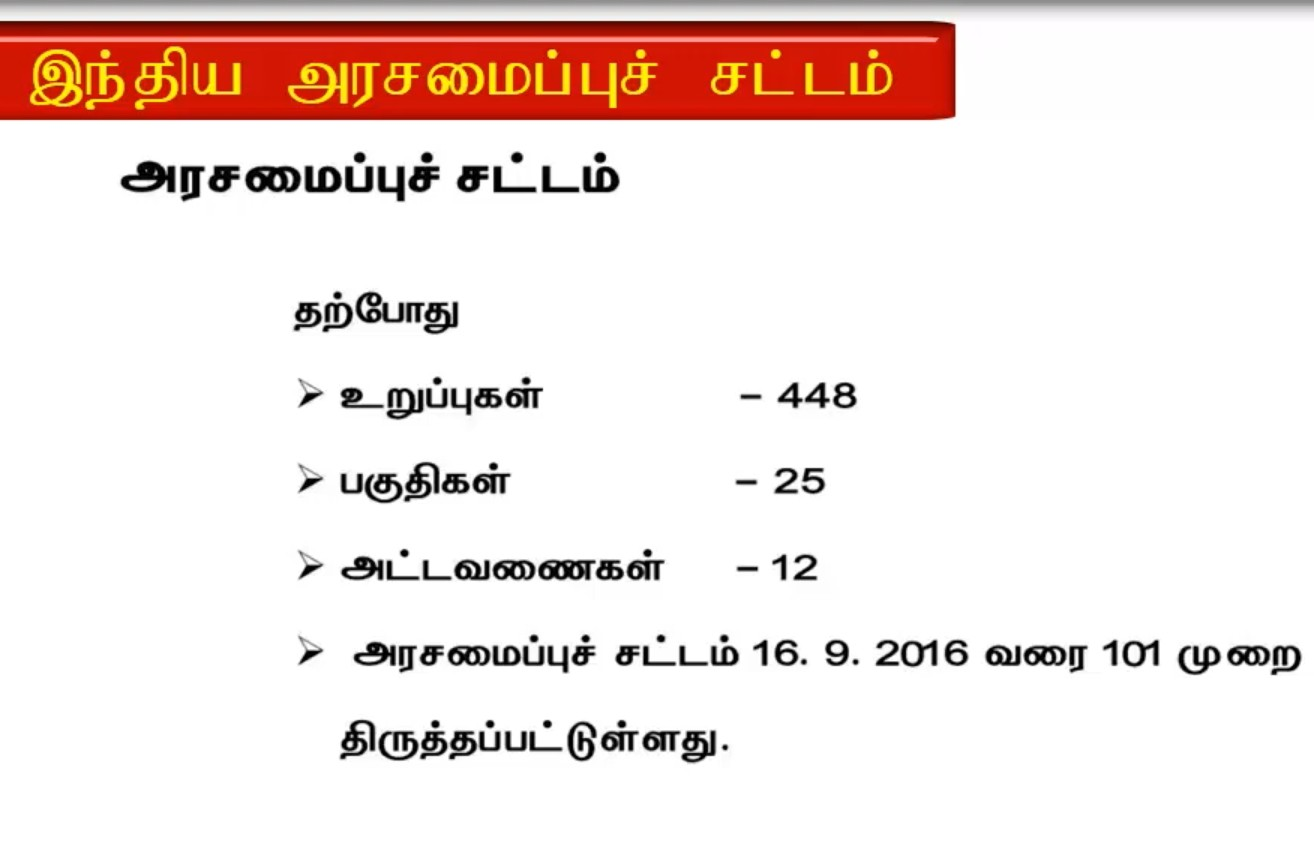 இந்திய அரசமைப்புச் சட்டம்
அரசமைப்புச் சட்டம்
தற்போது
➢ உறுப்புகள் – 448
➢ பகுதிகள் – 25
➢ அட்டவணைகள் – 12
➢ அரசமைப்புச் சட்டம் 16. 9. 2016 வரை 101 முறை
திருத்தப்பட்டுள்ளது.